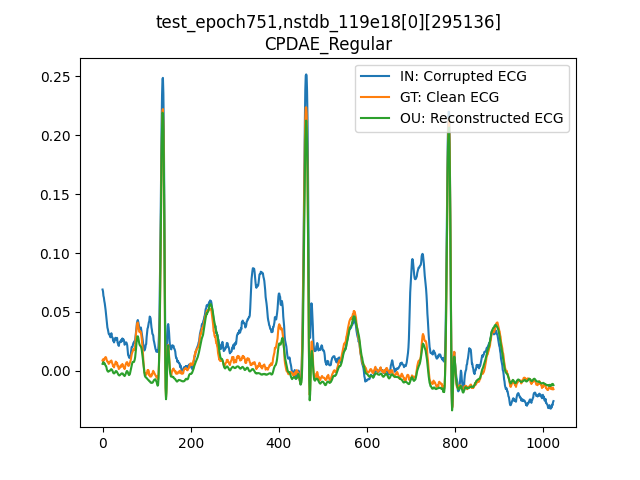 test_epoch751,nstdb_119e18[0][295136]
CPDAE_Regular
IN: Corrupted ECG
GT: Clean ECG
OU: Reconstructed ECG
0.25
0.20
0.15
0.10
0.05
0.00
0 200 400 600 800 1000